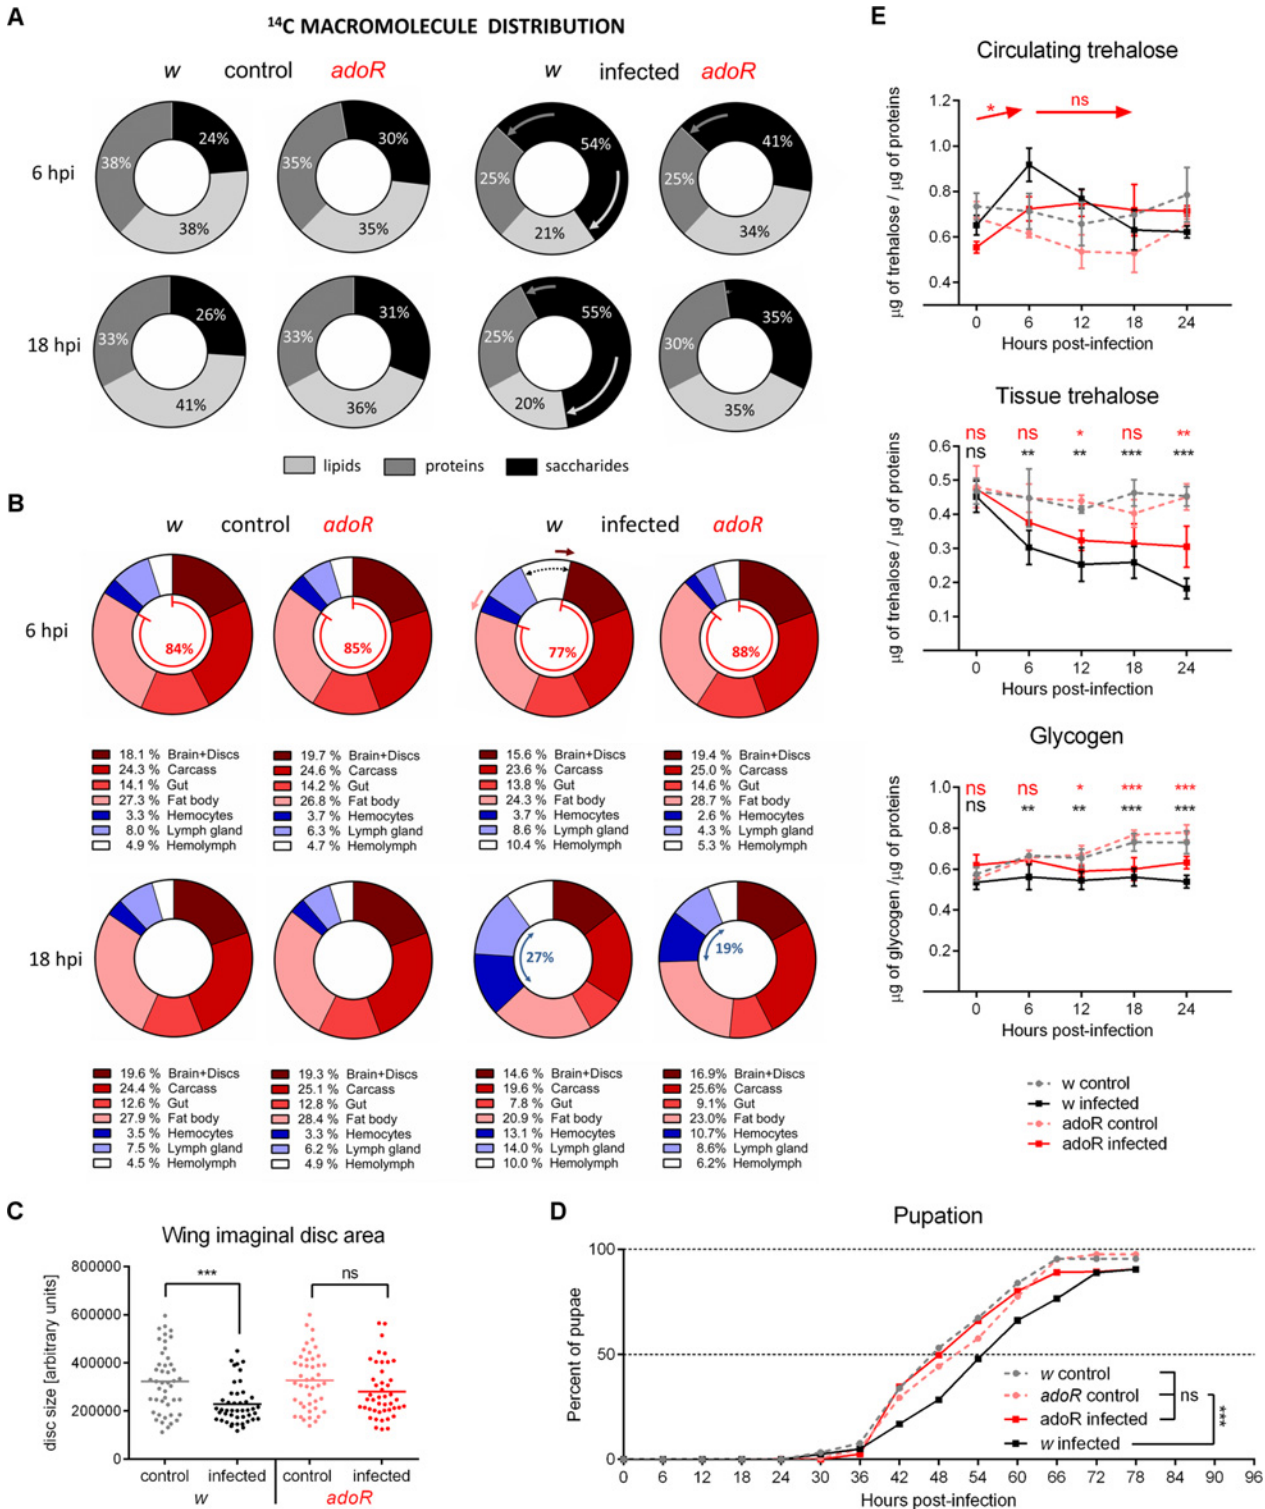 A
¹⁴C MACROMOLECULE DISTRIBUTION
w control adoR w infected adoR
6 hpi
24% 38% 38%
30% 35% 35%
54% 21% 25%
41% 34% 25%
18 hpi
26% 41% 33%
31% 36% 33%
55% 20% 25%
35% 35% 30%
lipids proteins saccharides
B
w control adoR w infected adoR
6 hpi
84% 85% 77% 88%
18.1 % Brain+Discs
24.3 % Carcass
14.1 % Gut
27.3 % Fat body
3.3 % Hemocytes
8.0 % Lymph gland
4.9 % Hemolymph
19.7 % Brain+Discs
24.6 % Carcass
14.2 % Gut
26.8 % Fat body
3.7 % Hemocytes
6.3 % Lymph gland
4.7 % Hemolymph
15.6 % Brain+Discs
23.6 % Carcass
13.8 % Gut
24.3 % Fat body
3.7 % Hemocytes
8.6 % Lymph gland
10.4 % Hemolymph
19.4 % Brain+Discs
25.0 % Carcass
14.6 % Gut
28.7 % Fat body
2.6 % Hemocytes
4.3 % Lymph gland
5.3 % Hemolymph
18 hpi
27% 19%
19.6 % Brain+Discs
24.4 % Carcass
12.6 % Gut
27.9 % Fat body
3.5 % Hemocytes
7.5 % Lymph gland
4.5 % Hemolymph
19.3 % Brain+Discs
25.1 % Carcass
12.8 % Gut
28.4 % Fat body
3.3 % Hemocytes
6.2 % Lymph gland
4.9 % Hemolymph
14.6 % Brain+Discs
19.6 % Carcass
7.8 % Gut
20.9 % Fat body
13.1 % Hemocytes
14.0 % Lymph gland
10.0 % Hemolymph
16.9% Brain+Discs
25.6% Carcass
9.1% Gut
23.0% Fat body
10.7% Hemocytes
8.6% Lymph gland
6.2% Hemolymph
C
Wing imaginal disc area
disc size [arbitrary units]
800000
600000
400000
200000
0
*** ns
control infected control infected
w adoR
D
Pupation
Percent of pupae
100
50
0
w control
adoR control
adoR infected
w infected
ns
***
0 6 12 18 24 30 36 42 48 54 60 66 72 78 84 90 96
Hours post-infection
E
Circulating trehalose
µg of trehalose / µg of proteins
1.2
1.0
0.8
0.6
0.4
* ns
0 6 12 18 24
Hours post-infection
Tissue trehalose
µg of trehalose / µg of proteins
0.6
0.5
0.4
0.3
0.2
0.1
ns ns * ns **
ns ** ** *** ***
0 6 12 18 24
Hours post-infection
Glycogen
µg of glycogen /µg of proteins
1.0
0.8
0.6
0.4
0.2
ns ns * *** ***
ns ** ** *** ***
0 6 12 18 24
Hours post-infection
w control
w infected
adoR control
adoR infected